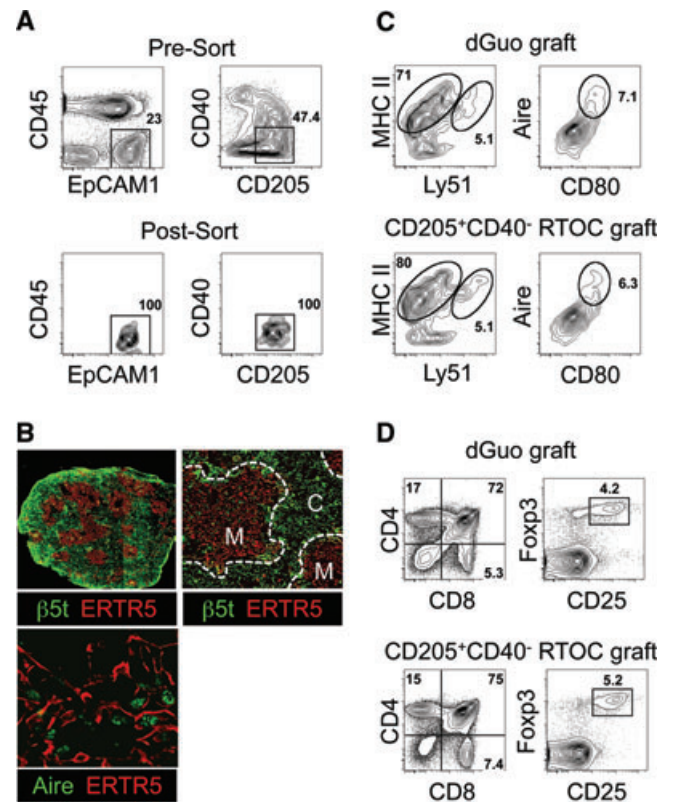 A
Pre-Sort
CD45
23
EpCAM1
CD40
47.4
CD205
Post-Sort
CD45
100
EpCAM1
CD40
100
CD205
B
M
C
M
β5t ERTR5
β5t ERTR5
Aire ERTR5
C
dGuo graft
MHC II
71
5.1
Ly51
Aire
7.1
CD80
CD205+CD40- RTOC graft
MHC II
80
5.1
Ly51
Aire
6.3
CD80
D
dGuo graft
CD4
17
72
5.3
CD8
Foxp3
4.2
CD25
CD205+CD40- RTOC graft
CD4
15
75
7.4
CD8
Foxp3
5.2
CD25